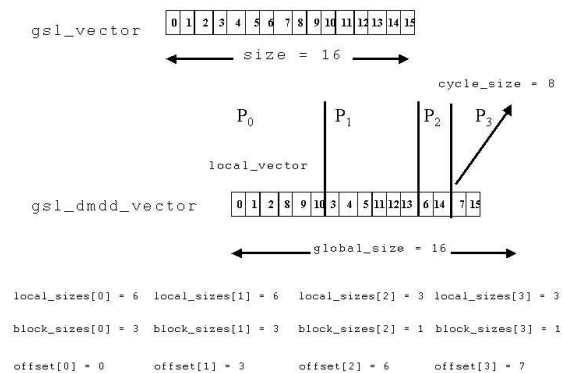 gsl_vector 0 1 2 3 4 5 6 7 8 9 10 11 12 13 14 15
size = 16
cycle_size = 8
P0 P1 P2 P3
local_vector
gsl_dmdd_vector 0 1 2 8 9 10 3 4 5 11 12 13 6 14 7 15
global_size = 16
local_sizes[0] = 6 local_sizes[1] = 6 local_sizes[2] = 3 local_sizes[3] = 3
block_sizes[0] = 3 block_sizes[1] = 3 block_sizes[2] = 1 block_sizes[3] = 1
offset[0] = 0 offset[1] = 3 offset[2] = 6 offset[3] = 7